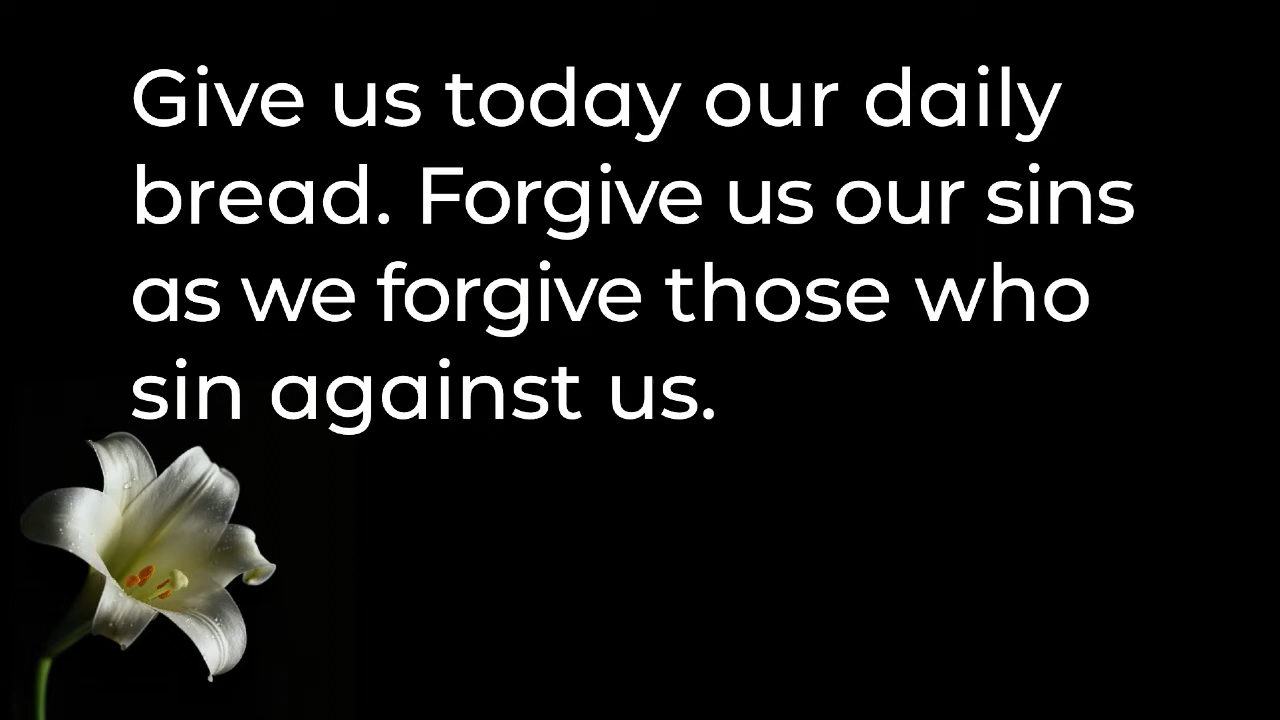 Give us today our daily
bread. Forgive us our sins
as we forgive those who
sin against us.